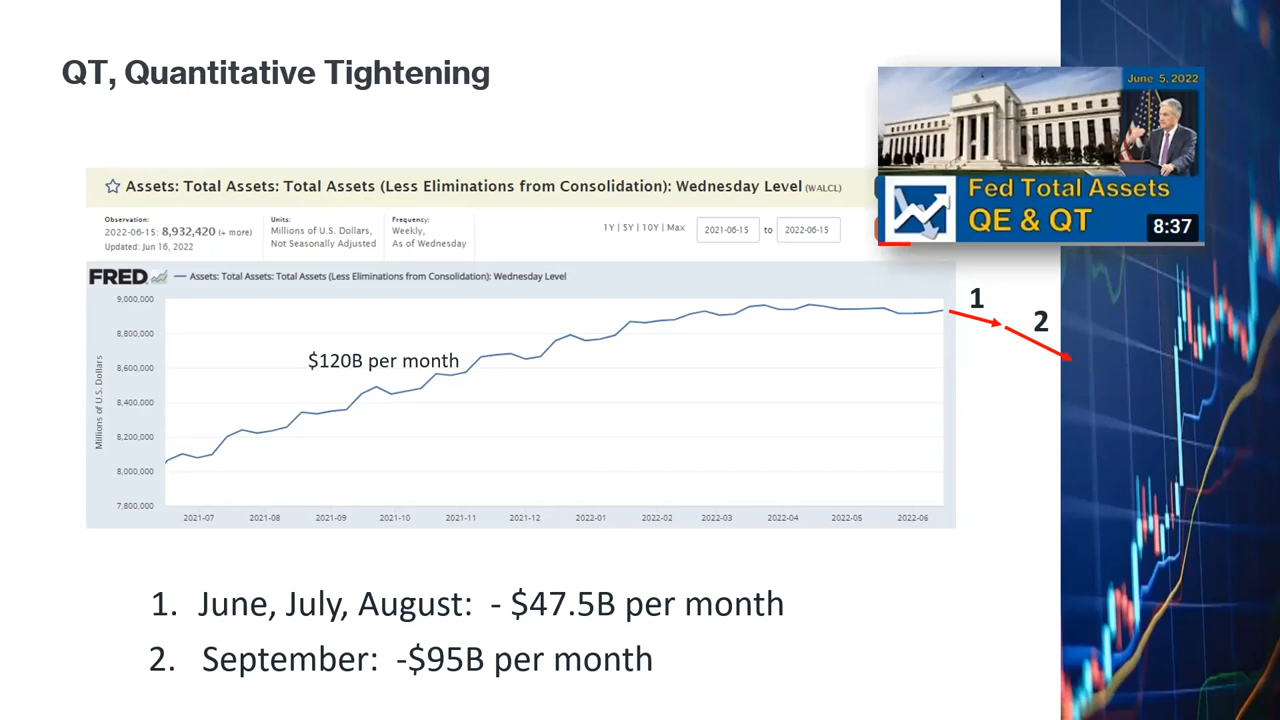 QT, Quantitative Tightening
June 5, 2022
Fed Total Assets
QE & QT
8:37
Assets: Total Assets: Total Assets (Less Eliminations from Consolidation): Wednesday Level (WALCL)
Observation:
2022-06-15: 8,932,420 (+ more)
Updated: Jun 16, 2022
Units:
Millions of U.S. Dollars,
Not Seasonally Adjusted
Frequency:
Weekly,
As of Wednesday
1Y | 5Y | 10Y | Max
2021-06-15 to 2022-06-15
FRED
Assets: Total Assets: Total Assets (Less Eliminations from Consolidation): Wednesday Level
Millions of U.S. Dollars
9,000,000
8,800,000
8,600,000
8,400,000
8,200,000
8,000,000
7,800,000
$120B per month
1
2
2021-07 2021-08 2021-09 2021-10 2021-11 2021-12 2022-01 2022-02 2022-03 2022-04 2022-05 2022-06
1. June, July, August: - $47.5B per month
2. September: -$95B per month